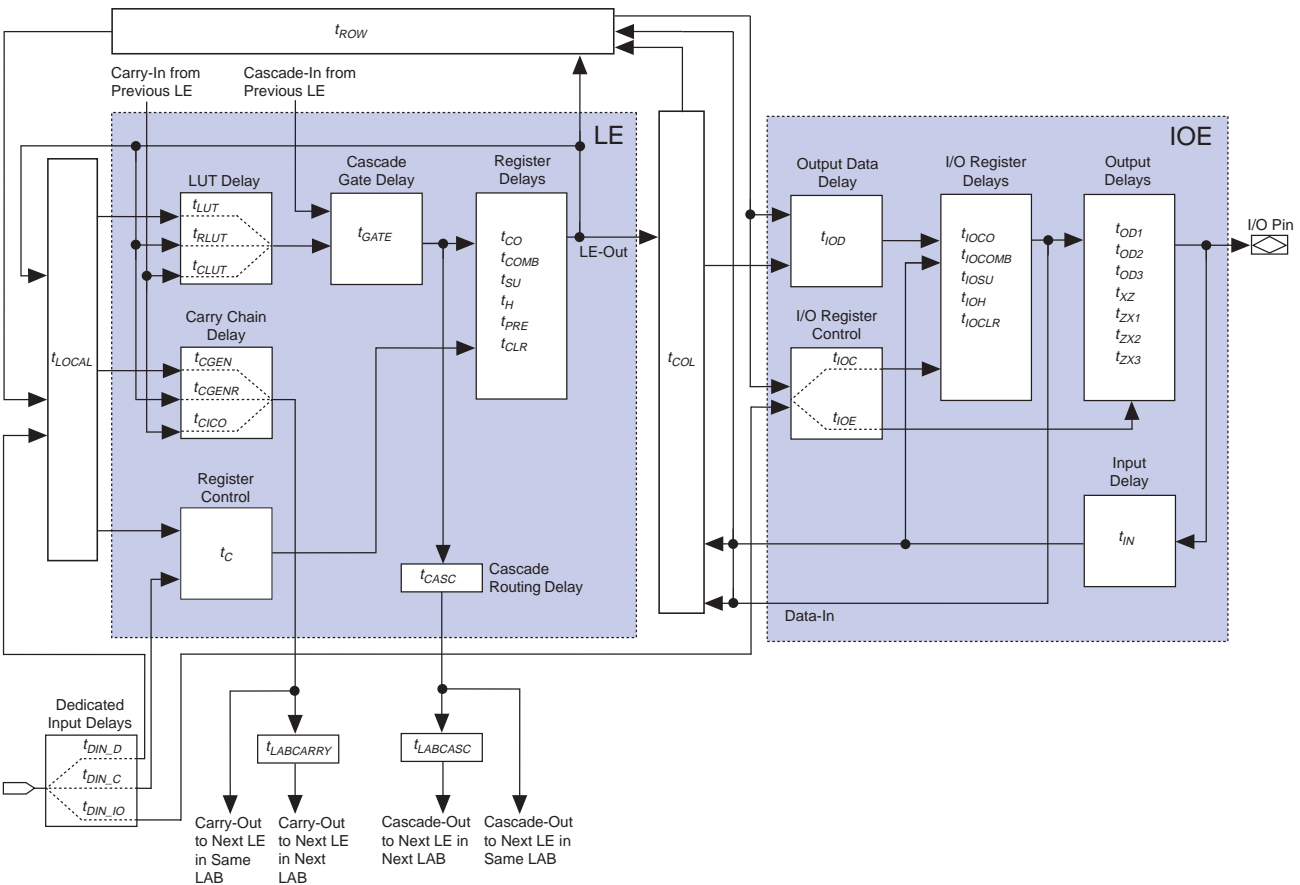 tROW
Carry-In from
Previous LE
Cascade-In from
Previous LE
LE
LUT Delay
tLUT
tRLUT
tCLUT
Cascade
Gate Delay
tGATE
Register
Delays
tCO
tCOMB
tSU
tH
tPRE
tCLR
LE-Out
Carry Chain
Delay
tCGEN
tCGENR
tCICO
tLOCAL
Register
Control
tC
tCASC
Cascade
Routing Delay
tCOL
IOE
Output Data
Delay
tIOD
I/O Register
Delays
tIOCO
tIOCOMB
tIOSU
tIOH
tIOCLR
Output
Delays
tOD1
tOD2
tOD3
tXZ
tZX1
tZX2
tZX3
I/O Pin
I/O Register
Control
tIOC
tIOE
Input
Delay
tIN
Data-In
Dedicated
Input Delays
tDIN_D
tDIN_C
tDIN_IO
tLABCARRY
tLABCASC
Carry-Out
to Next LE
in Same
LAB
Carry-Out
to Next LE
in Next
LAB
Cascade-Out
to Next LE in
Next LAB
Cascade-Out
to Next LE in
Same LAB